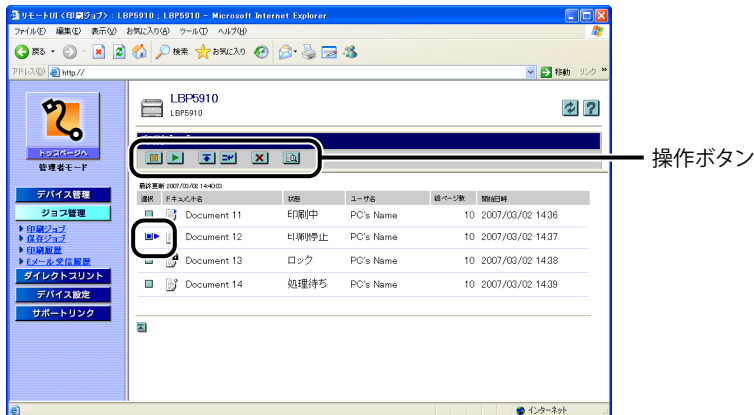 リモートUI <印刷ジョブ> : LBP5910 ; LBP5910 - Microsoft Internet Explorer
ファイル(F) 編集(E) 表示(V) お気に入り(A) ツール(T) ヘルプ(H)
戻る 検索 お気に入り
アドレス(D) http:// 移動 リンク »
LBP5910
LBP5910
トップページへ
管理者モード
操作ボタン
デバイス管理
ジョブ管理
印刷ジョブ
保存ジョブ
印刷履歴
Eメール受信履歴
ダイレクトプリント
デバイス設定
サポートリンク
最終更新 2007/03/02 14:40:03
選択 ドキュメント名 状態 ユーザ名 総ページ数 開始日時
Document 11 印刷中 PC's Name 10 2007/03/02 14:36
Document 12 印刷停止 PC's Name 10 2007/03/02 14:37
Document 13 ロック PC's Name 10 2007/03/02 14:38
Document 14 処理待ち PC's Name 10 2007/03/02 14:39
インターネット